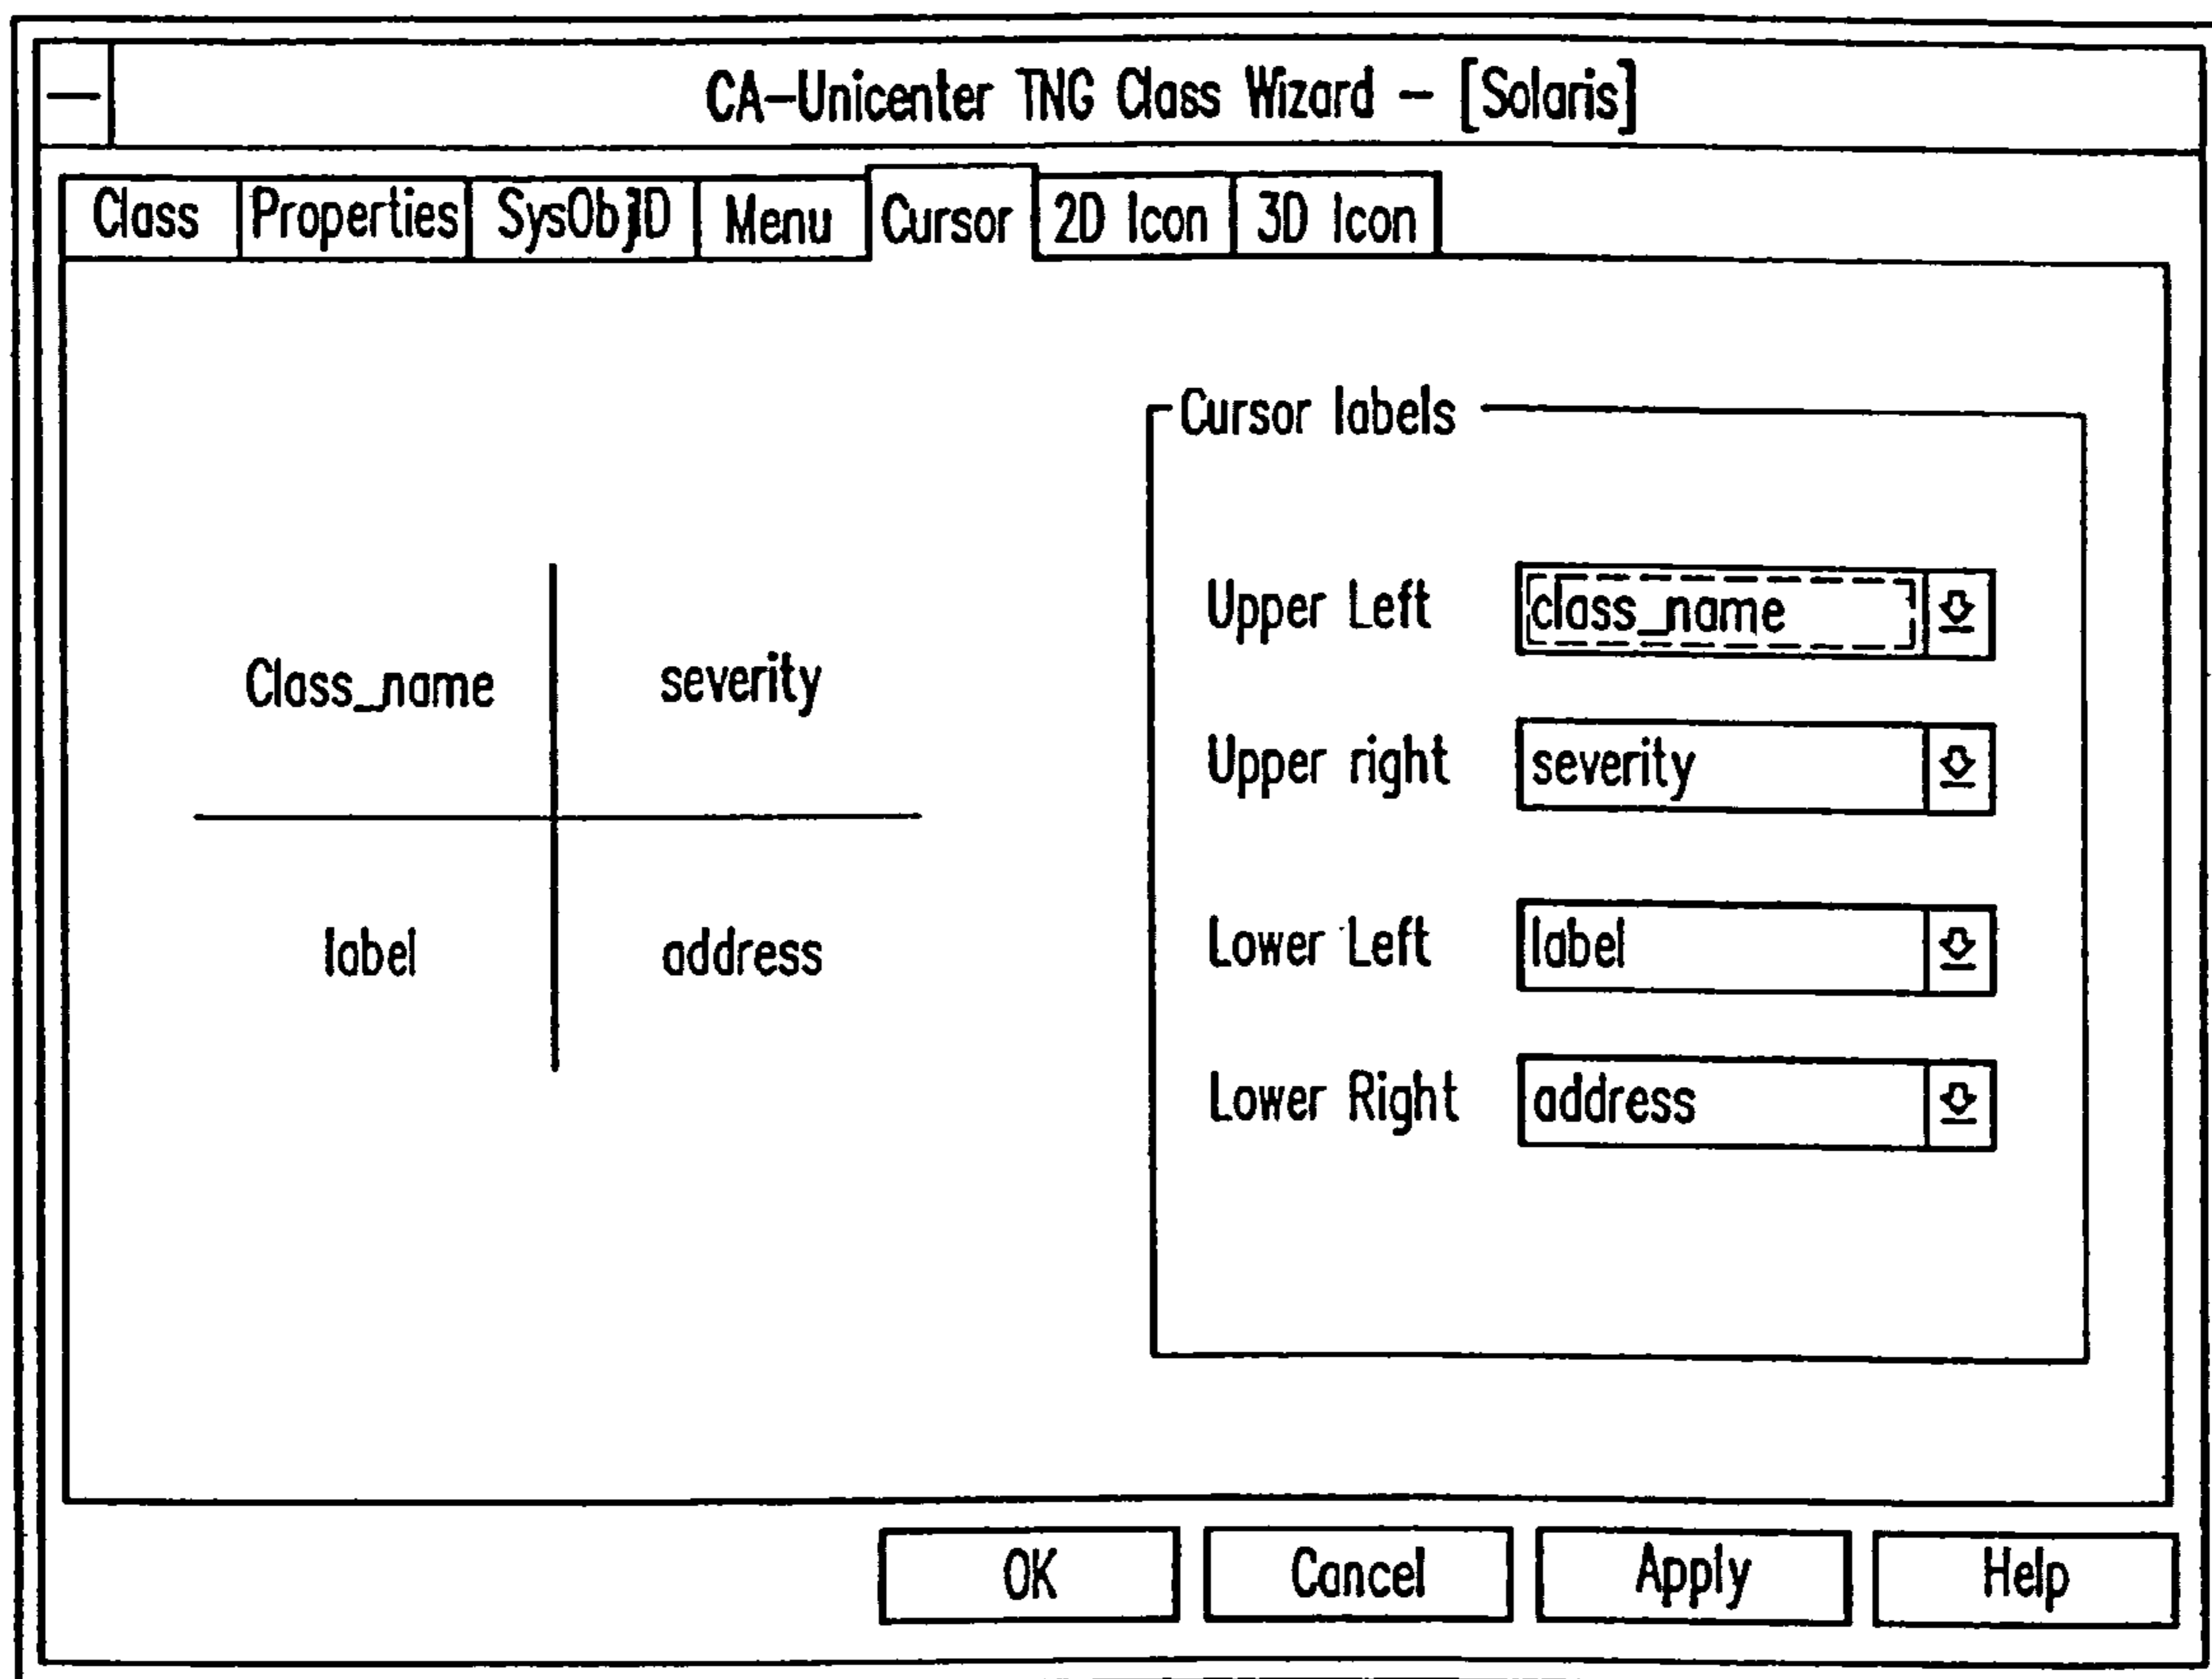 CA-Unicenter TNG Class Wizard - [Solaris]
Class Properties SysObjID Menu Cursor 2D Icon 3D Icon
Class_name severity
label address
Cursor labels
Upper Left class_name
Upper right severity
Lower Left label
Lower Right address
OK Cancel Apply Help